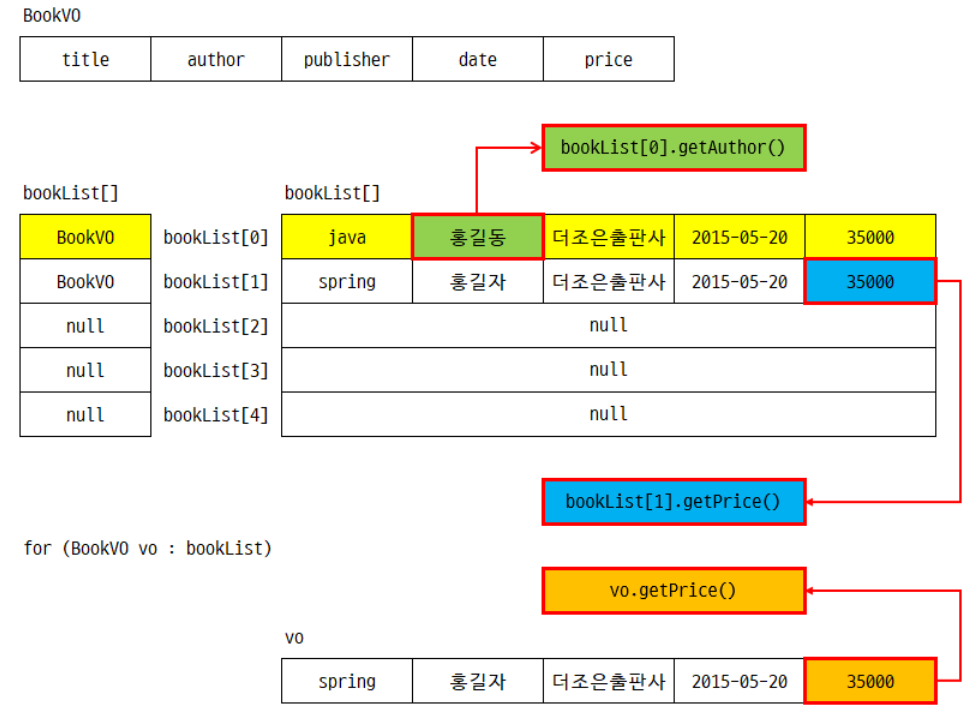 BookVO
title author publisher date price
bookList[0].getAuthor()
bookList[] bookList[]
BookVO bookList[0] java 홍길동 더조은출판사 2015-05-20 35000
BookVO bookList[1] spring 홍길자 더조은출판사 2015-05-20 35000
null bookList[2] null
null bookList[3] null
null bookList[4] null
bookList[1].getPrice()
for (BookVO vo : bookList)
vo.getPrice()
vo
spring 홍길자 더조은출판사 2015-05-20 35000